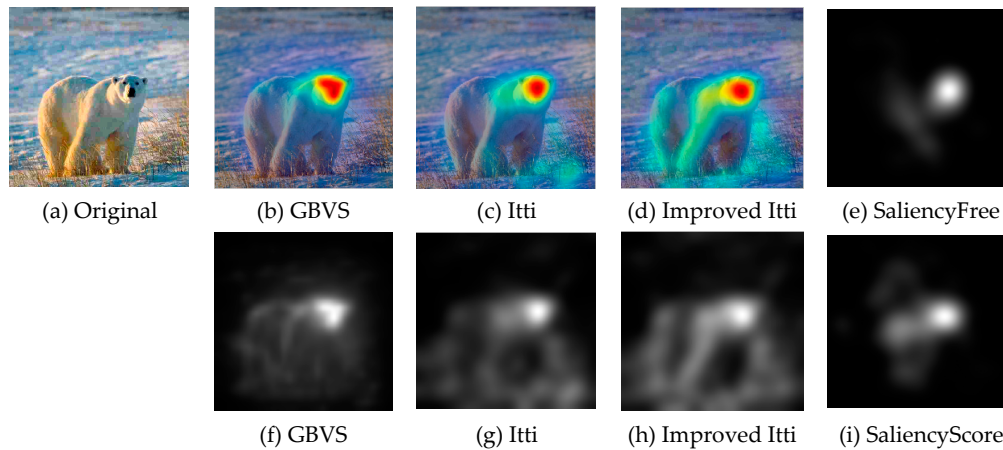 (a) Original
(b) GBVS
(c) Itti
(d) Improved Itti
(e) SaliencyFree
(f) GBVS
(g) Itti
(h) Improved Itti
(i) SaliencyScore